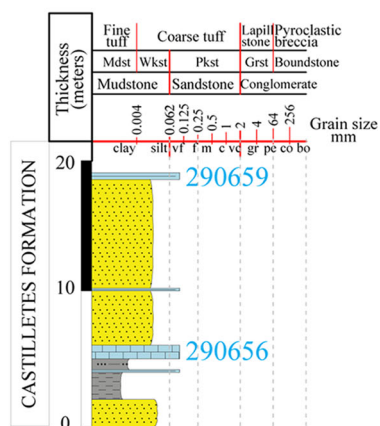 Thickness
(meters)
Fine
tuff
Coarse tuff
Lapill
stone
Pyroclastic
breccia
Mdst Wkst Pkst Grst Boundstone
Mudstone Sandstone Conglomerate
0.004
0.062
0.125
0.25
0.5
1
2
4
64
256
Grain size
mm
clay silt vf f m c vc gr pe co bo
CASTILLETES FORMATION
20
290659
10
290656
0